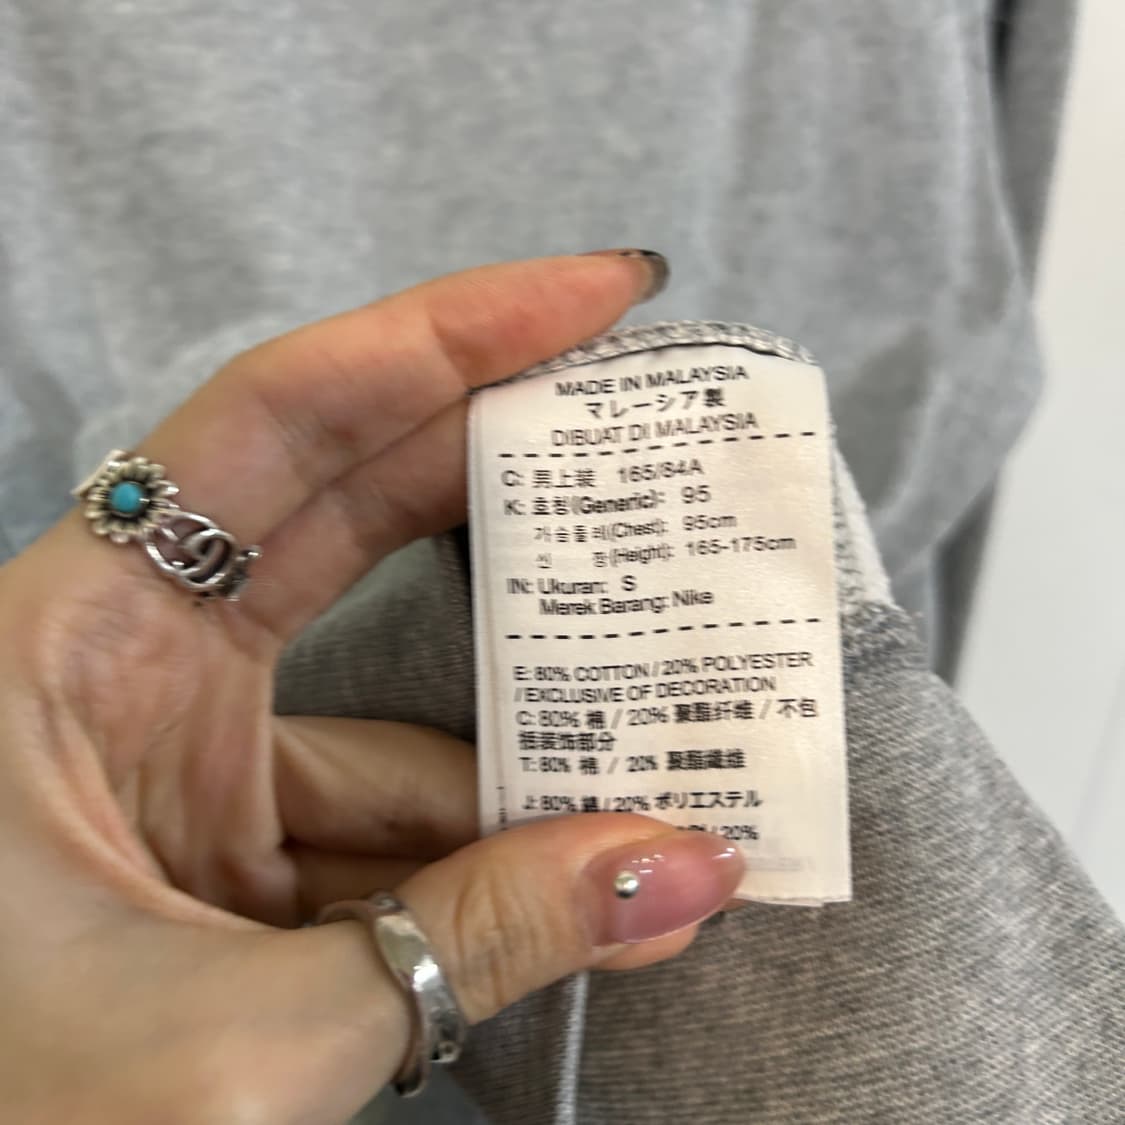 MADE IN MALAYSIA
マレーシア製
DIBUAT DI MALAYSIA
C: 男上装 165/84A
K: 호칭(Generic): 95
가슴둘레(Chest): 95cm
신 장(Height): 165-175cm
IN: Ukuran: S
Merek Barang: Nike
E: 80% COTTON / 20% POLYESTER
/ EXCLUSIVE OF DECORATION
C: 80% 棉 / 20% 聚酯纤维 / 不包
括装饰部分
T: 80% 棉 / 20% 聚酯纖維
J: 80% 綿 / 20% ポリエステル
/ 20%